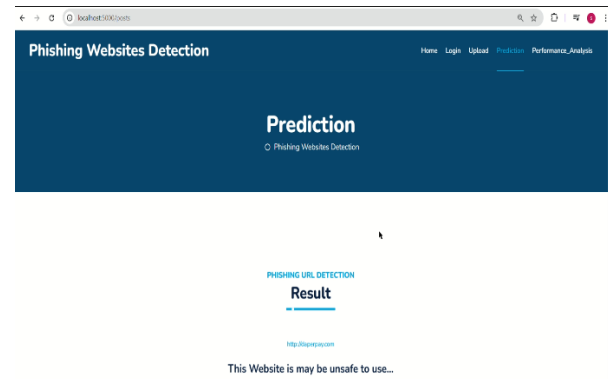 localhost:5000/posts
Phishing Websites Detection
Home Login Upload Prediction Performance_Analysis
Prediction
Phishing Websites Detection
PHISHING URL DETECTION
Result
This Website is may be unsafe to use...